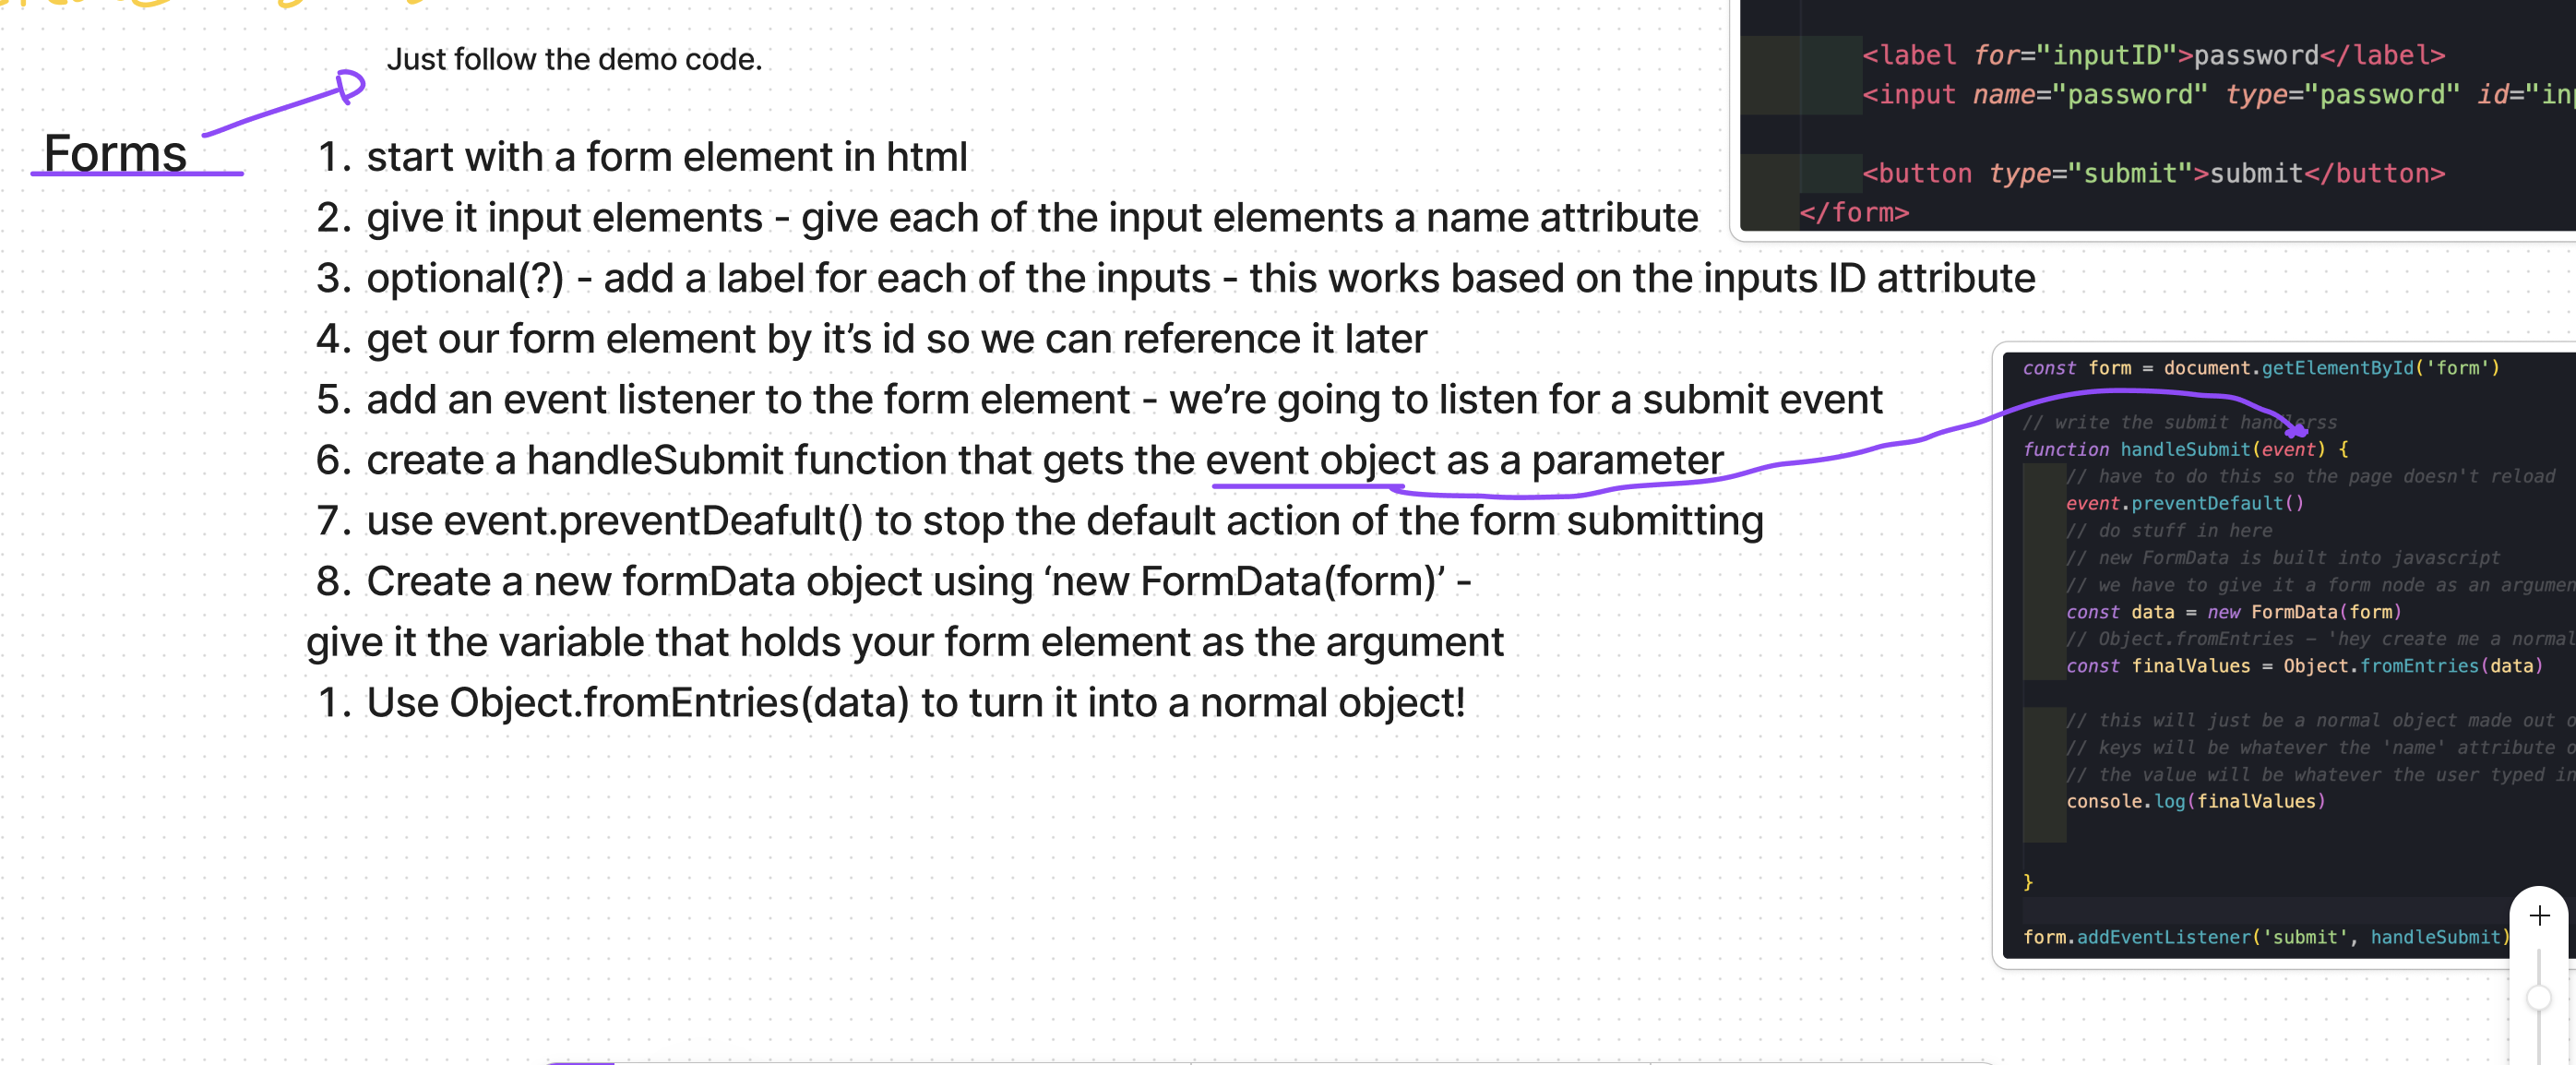 Just follow the demo code.
Forms
1. start with a form element in html
2. give it input elements - give each of the input elements a name attribute
3. optional(?) - add a label for each of the inputs - this works based on the inputs ID attribute
4. get our form element by it’s id so we can reference it later
5. add an event listener to the form element - we’re going to listen for a submit event
6. create a handleSubmit function that gets the event object as a parameter
7. use event.preventDeafult() to stop the default action of the form submitting
8. Create a new formData object using ‘new FormData(form)’ -
give it the variable that holds your form element as the argument
1. Use Object.fromEntries(data) to turn it into a normal object!
<label for="inputID">password</label>
<input name="password" type="password" id="in
<button type="submit">submit</button>
</form>
const form = document.getElementById('form')
// write the submit handlerss
function handleSubmit(event) {
// have to do this so the page doesn't reload
event.preventDefault()
// do stuff in here
// new FormData is built into javascript
// we have to give it a form node as an argumen
const data = new FormData(form)
// Object.fromEntries – 'hey create me a normal
const finalValues = Object.fromEntries(data)
// this will just be a normal object made out o
// keys will be whatever the 'name' attribute o
// the value will be whatever the user typed in
console.log(finalValues)
}
form.addEventListener('submit', handleSubmit)